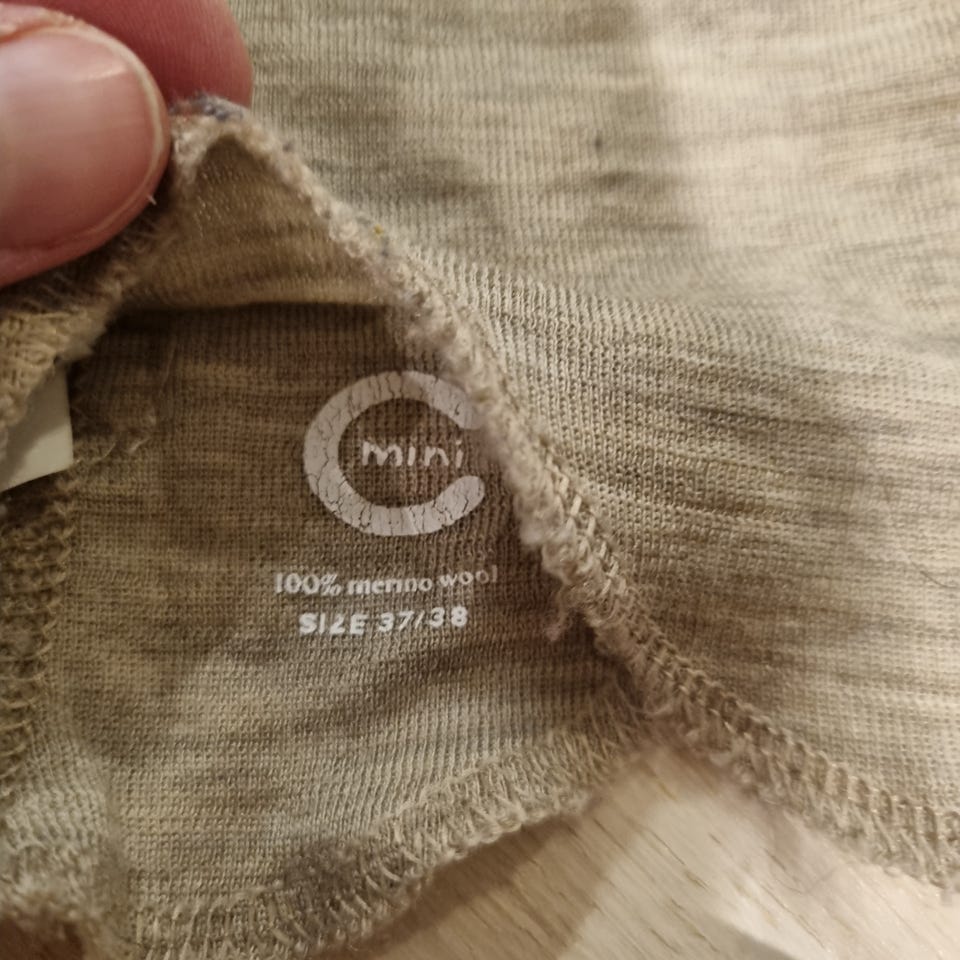 mini
100% merino wool
SIZE 37/38